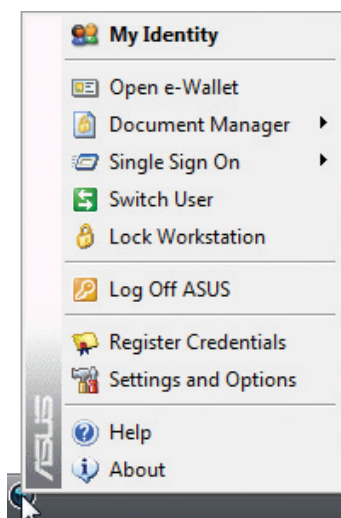 My Identity
Open e-Wallet
Document Manager
Single Sign On
Switch User
Lock Workstation
Log Off ASUS
Register Credentials
Settings and Options
Help
About
ASUS